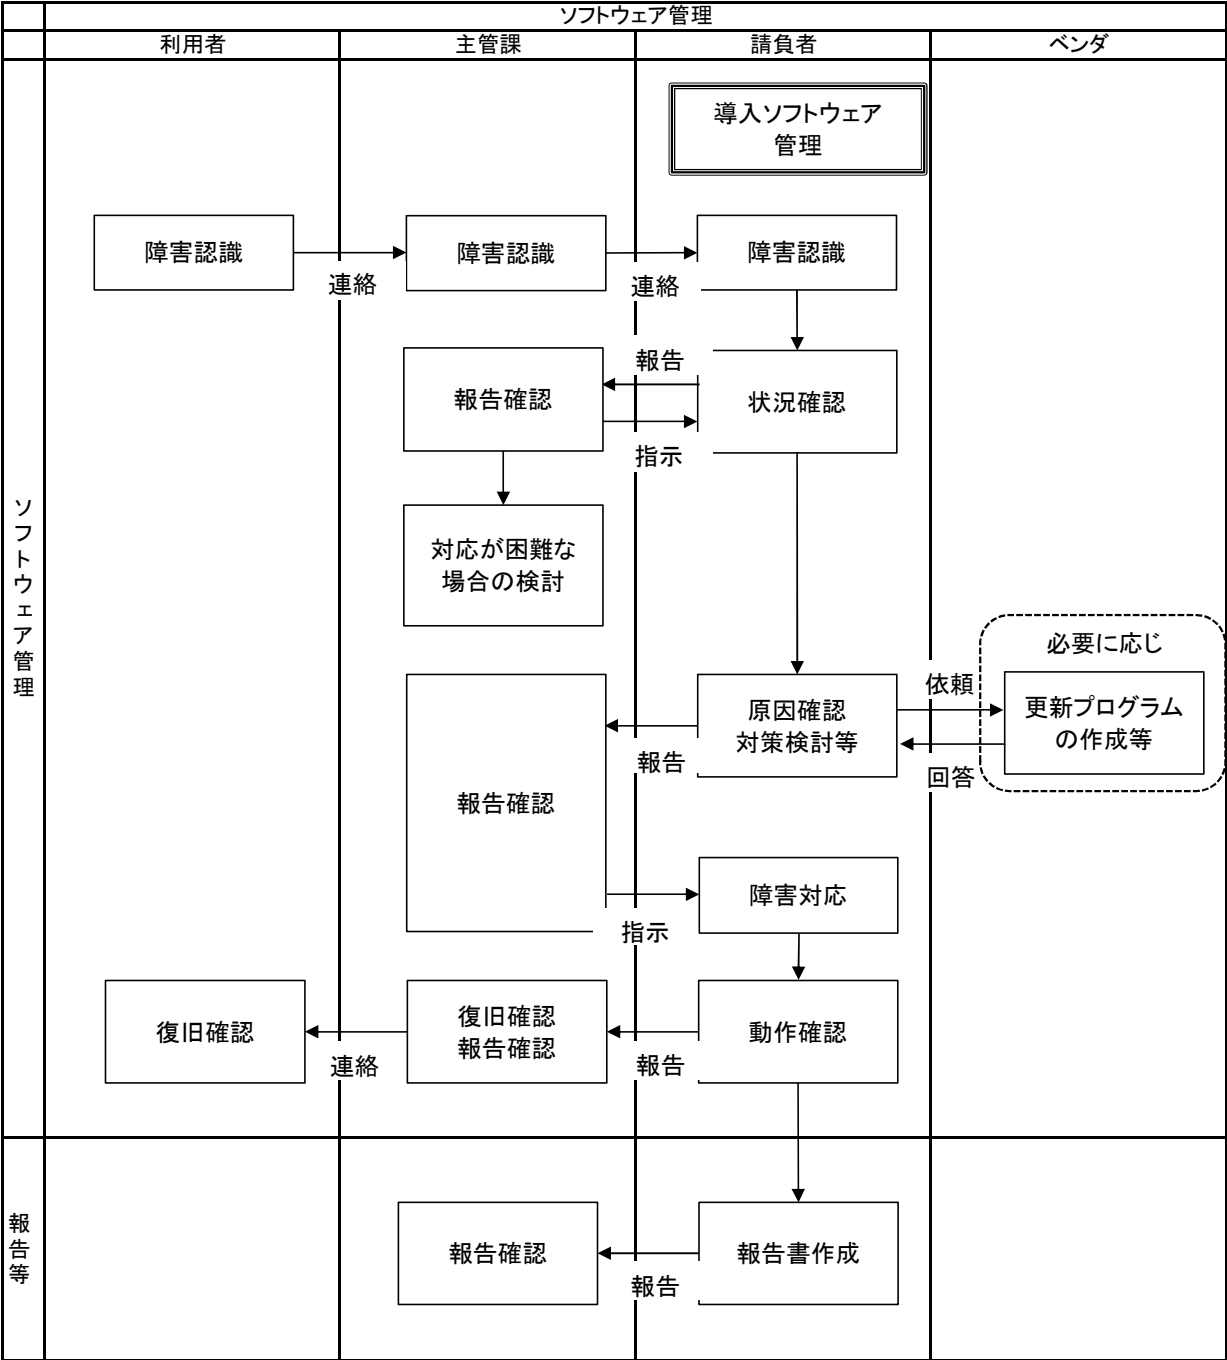 ソフトウェア管理
利用者
主管課
請負者
ベンダ
ソフトウェア管理
導入ソフトウェア
管理
障害認識
連絡
障害認識
連絡
障害認識
報告確認
報告
指示
状況確認
対応が困難な
場合の検討
必要に応じ
報告確認
報告
原因確認
対策検討等
依頼
回答
更新プログラム
の作成等
指示
障害対応
復旧確認
連絡
復旧確認
報告確認
報告
動作確認
報告等
報告確認
報告
報告書作成